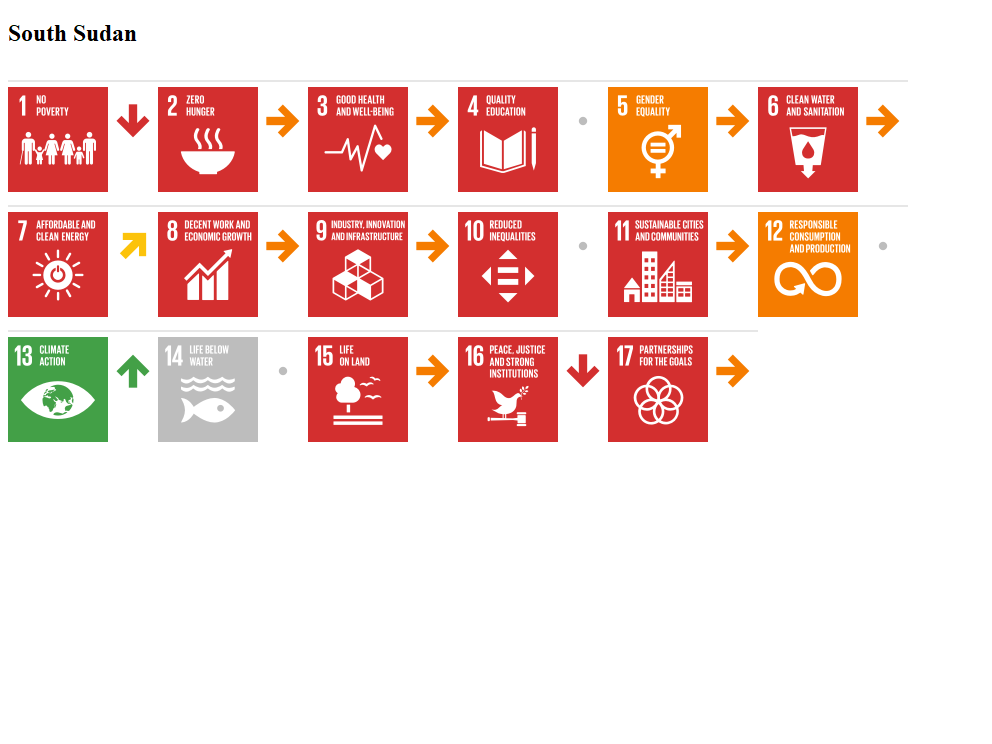 South Sudan
1 NO
POVERTY
2 ZERO
HUNGER
3 GOOD HEALTH
AND WELL-BEING
4 QUALITY
EDUCATION
5 GENDER
EQUALITY
6 CLEAN WATER
AND SANITATION
7 AFFORDABLE AND
CLEAN ENERGY
8 DECENT WORK AND
ECONOMIC GROWTH
9 INDUSTRY, INNOVATION
AND INFRASTRUCTURE
10 REDUCED
INEQUALITIES
11 SUSTAINABLE CITIES
AND COMMUNITIES
12 RESPONSIBLE
CONSUMPTION
AND PRODUCTION
13 CLIMATE
ACTION
14 LIFE BELOW
WATER
15 LIFE
ON LAND
16 PEACE, JUSTICE
AND STRONG
INSTITUTIONS
17 PARTNERSHIPS
FOR THE GOALS